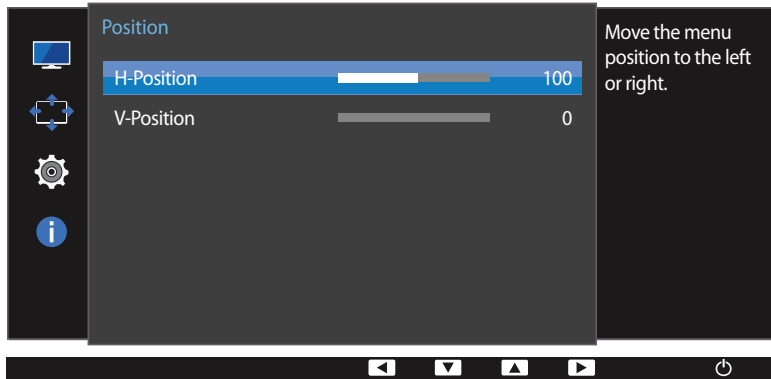 Position
H-Position 100
V-Position 0
Move the menu
position to the left
or right.